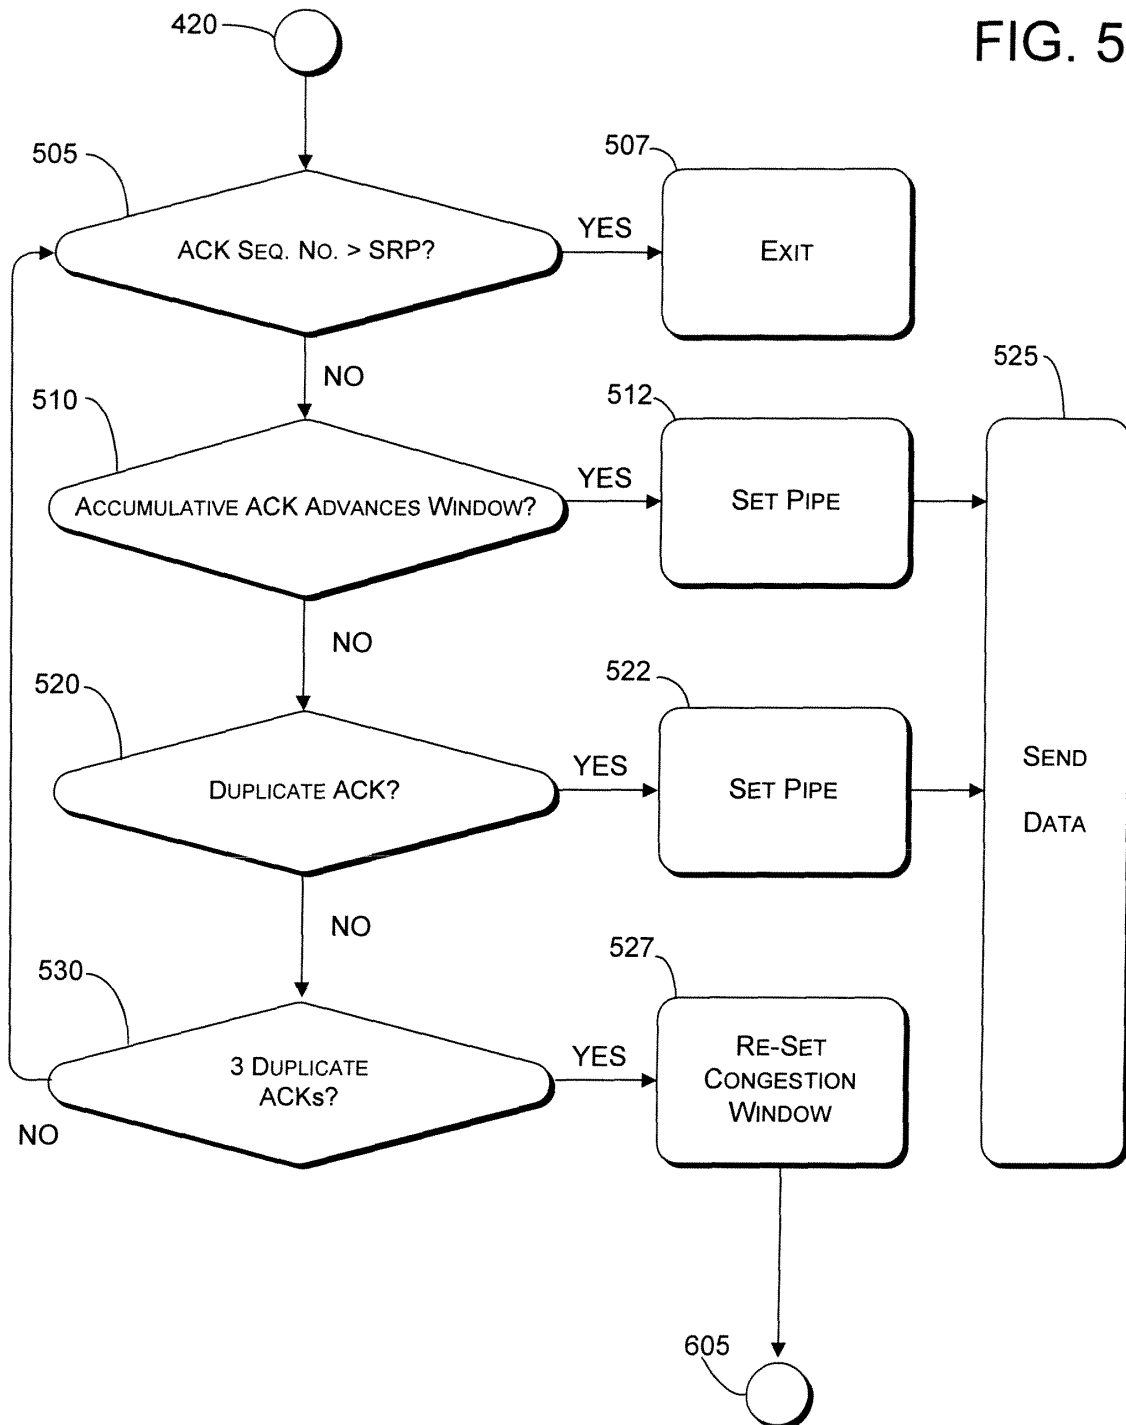 420
FIG. 5
505
507
ACK SEQ. NO. > SRP?
YES
EXIT
NO
525
510
512
ACCUMULATIVE ACK ADVANCES WINDOW?
YES
SET PIPE
NO
520
522
DUPLICATE ACK?
YES
SET PIPE
SEND
DATA
NO
530
527
3 DUPLICATE
ACKs?
YES
RE-SET
CONGESTION
WINDOW
NO
605